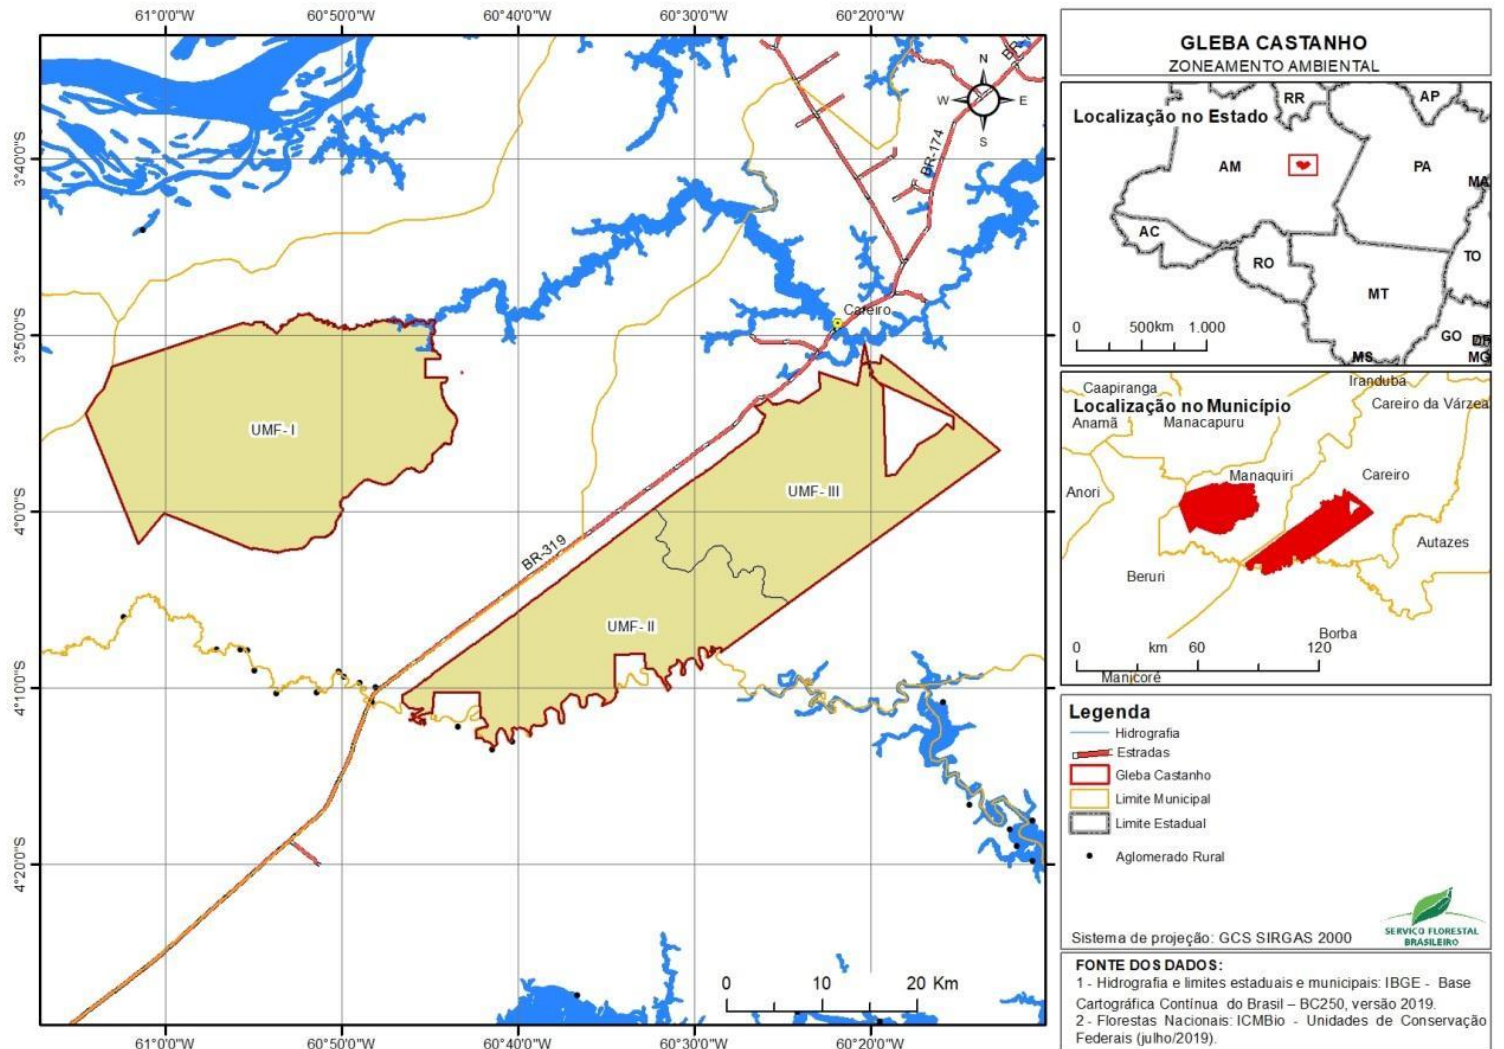 61°0'0"W
60°50'0"W
60°40'0"W
60°30'0"W
60°20'0"W
3°40'0"S
3°50'0"S
4°0'0"S
4°10'0"S
4°20'0"S
N
W
E
S
BR-174
Careiro
UMF- I
UMF- III
BR-319
UMF- II
0 10 20 Km
61°0'0"W
60°50'0"W
60°40'0"W
60°30'0"W
60°20'0"W
GLEBA CASTANHO
ZONEAMENTO AMBIENTAL
Localização no Estado
RR
AP
AM
PA
MA
AC
RO
TO
MT
GO
DF
MS
MG
0 500km 1.000
Localização no Município
Caapiranga
Iranduba
Careiro da Várzea
Anamã
Manacapuru
Manaquiri
Careiro
Anori
Autazes
Beruri
Borba
0 km 60 120
Manicoré
Legenda
Hidrografia
Estradas
Gleba Castanho
Limite Municipal
Limite Estadual
Aglomerado Rural
SERVIÇO FLORESTAL
BRASILEIRO
Sistema de projeção: GCS SIRGAS 2000
FONTE DOS DADOS:
1 - Hidrografia e limites estaduais e municipais: IBGE - Base
Cartográfica Contínua do Brasil – BC250, versão 2019.
2 - Florestas Nacionais: ICMBio - Unidades de Conservação
Federais (julho/2019).